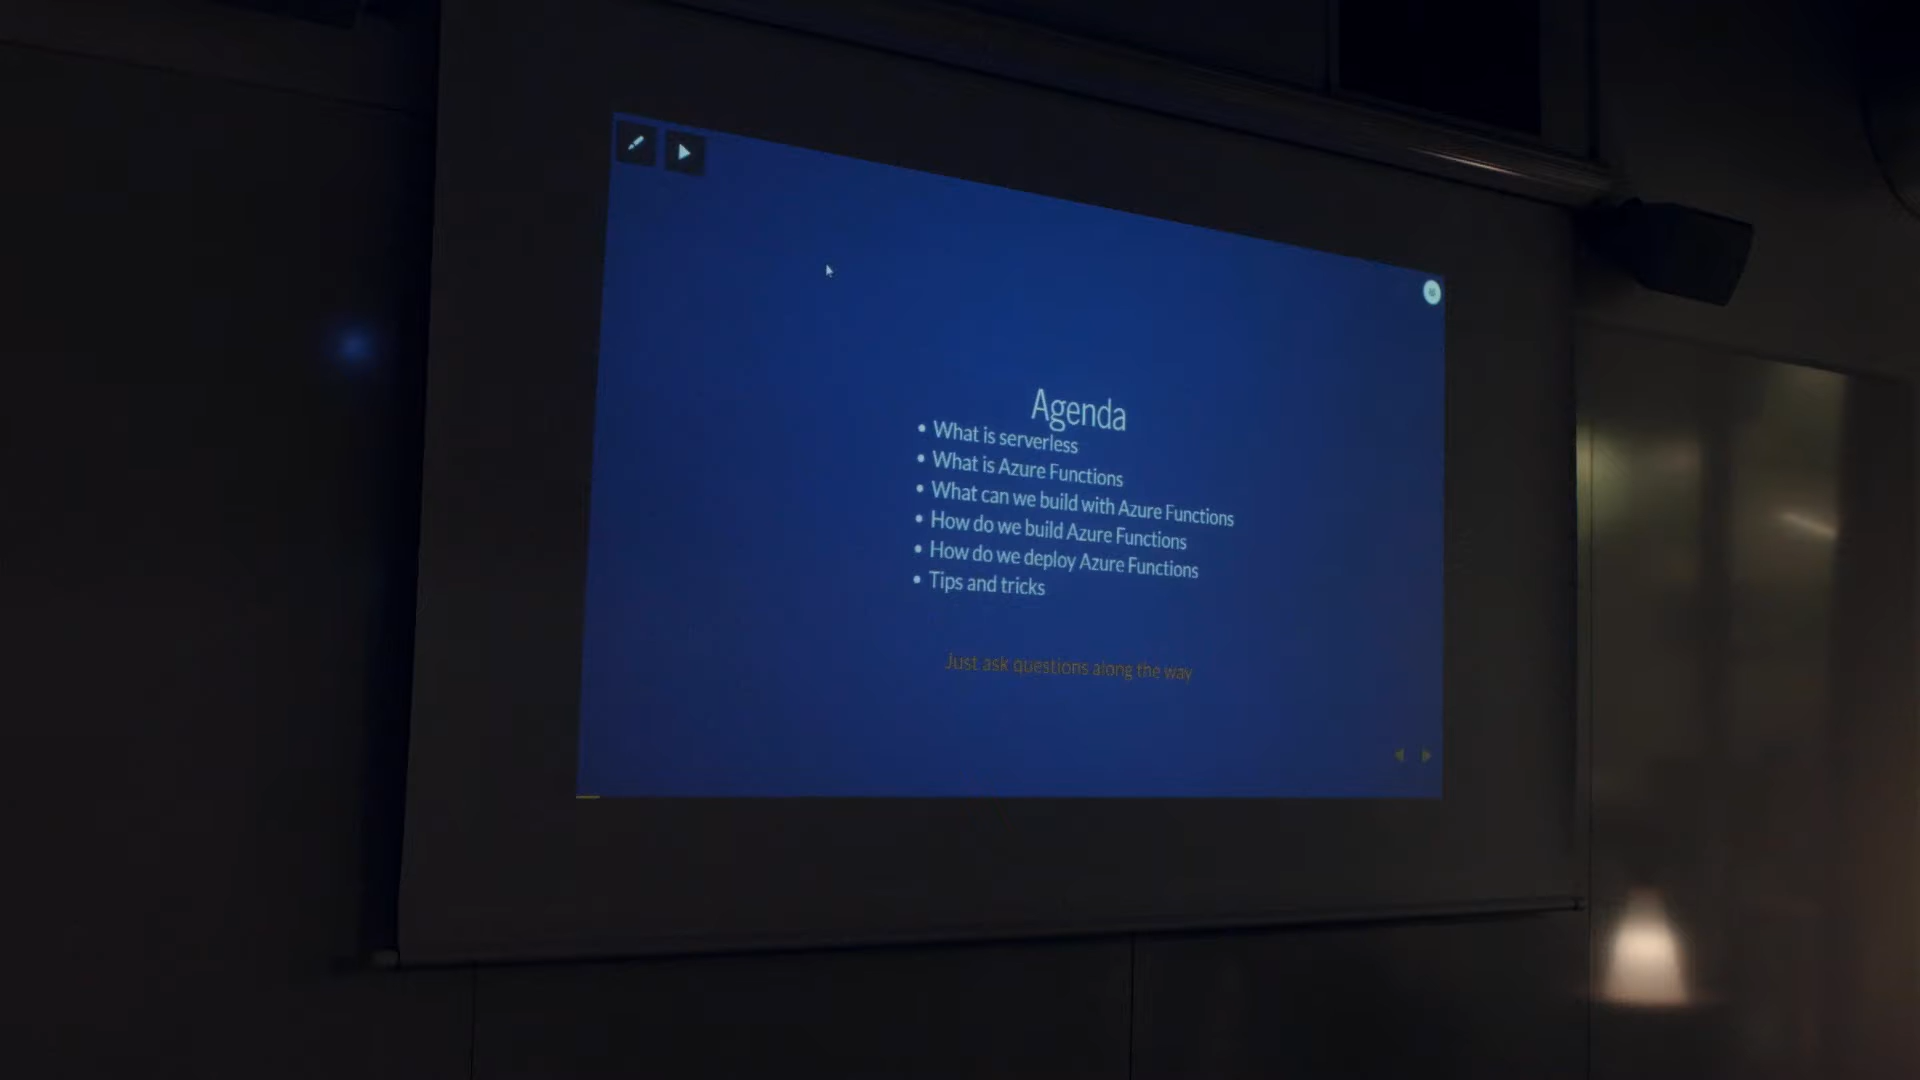 Agenda
• What is serverless
• What is Azure Functions
• What can we build with Azure Functions
• How do we build Azure Functions
• How do we deploy Azure Functions
• Tips and tricks
Just ask questions along the way